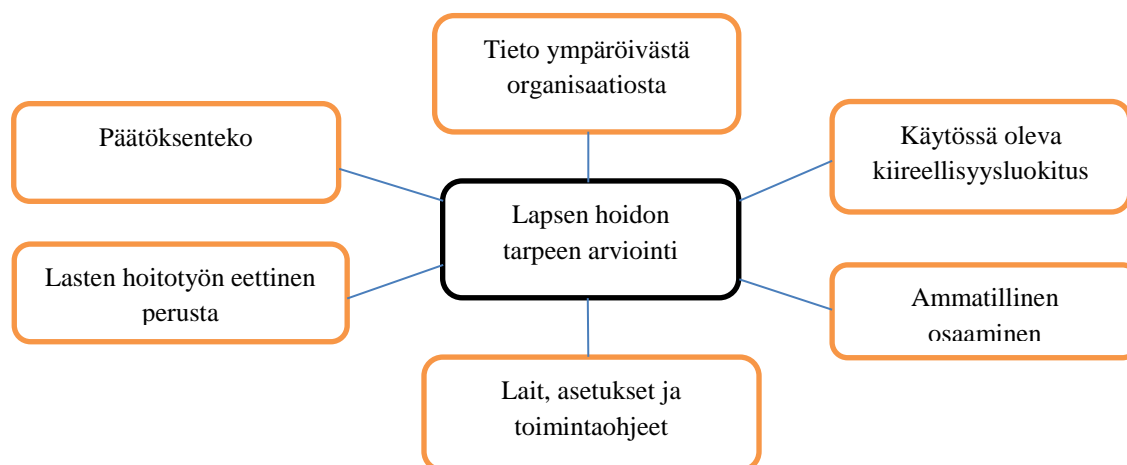 Tieto ympäröivästä
organisaatiosta
Päätöksenteko
Käytössä oleva
kiireellisyysluokitus
Lapsen hoidon
tarpeen arviointi
Lasten hoitotyön eettinen
perusta
Ammatillinen
osaaminen
Lait, asetukset ja
toimintaohjeet